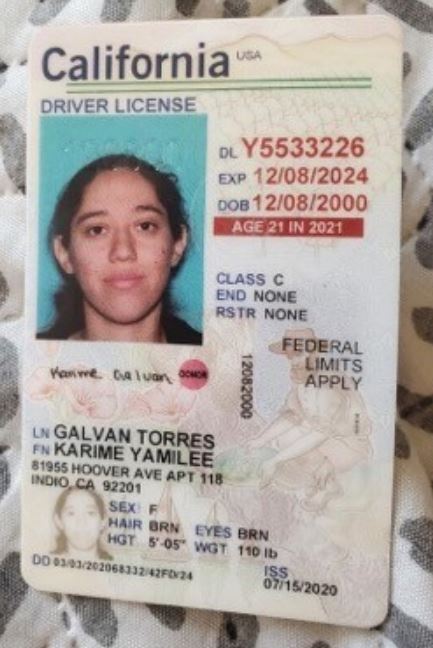 California USA
DRIVER LICENSE
DL Y5533226
EXP 12/08/2024
DOB 12/08/2000
AGE 21 IN 2021
CLASS C
END NONE
RSTR NONE
FEDERAL
LIMITS
APPLY
Karime Galvan
DONOR
12082000
LN GALVAN TORRES
FN KARIME YAMILEE
81955 HOOVER AVE APT 118
INDIO, CA 92201
SEX F
HAIR BRN EYES BRN
HGT 5'-05" WGT 110 lb
DD 03/03/202068332/42FD/24
ISS
07/15/2020